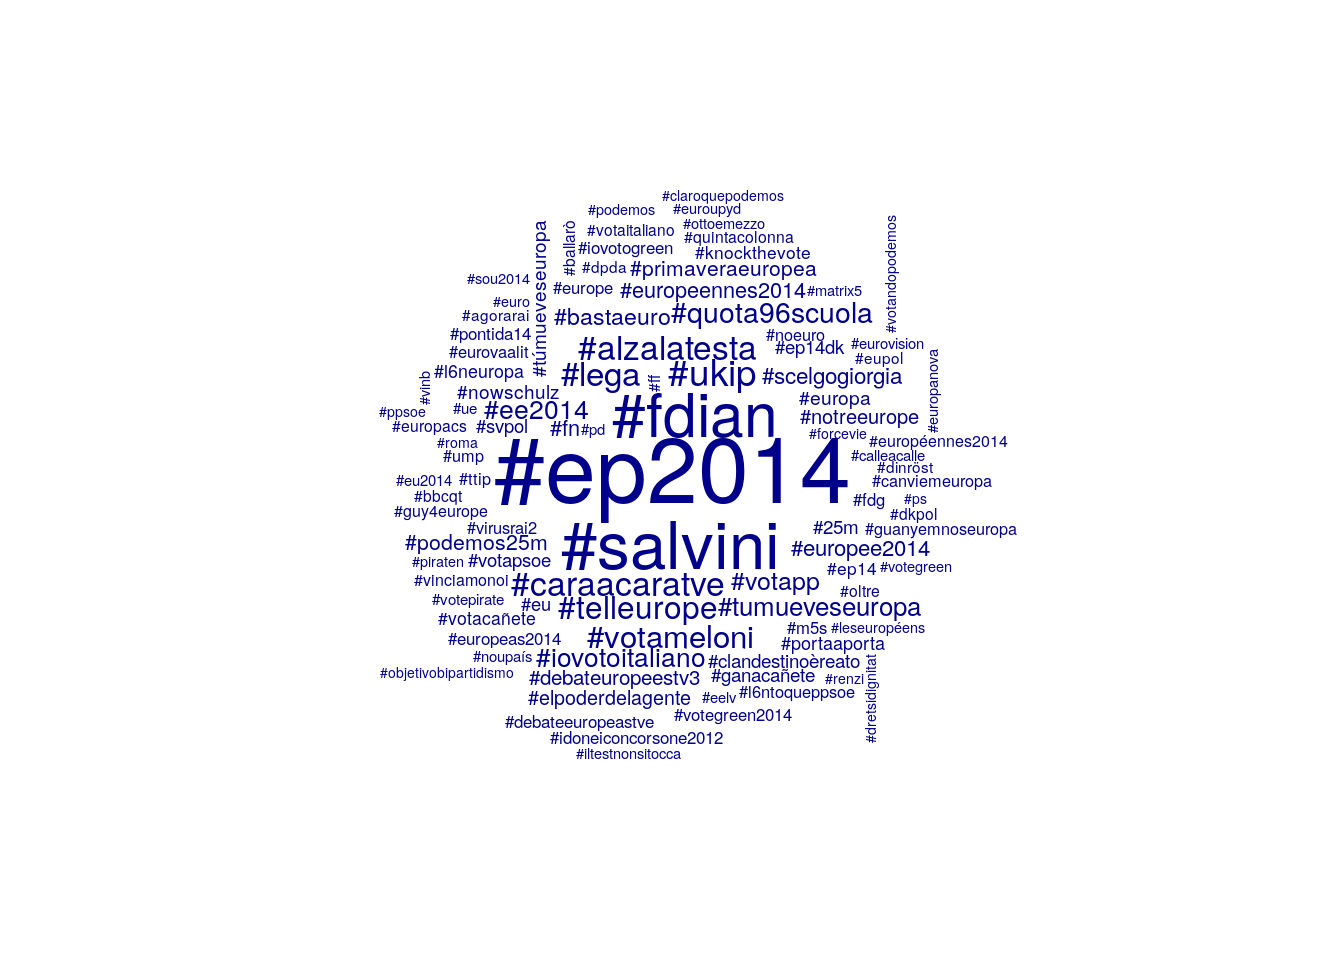 #claroquepodemos
#podemos
#euroupyd
#ottoemezzo
#votaitaliano
#quintacolonna
#iovotogreen
#knockthevote
#ballarò
#túmueveseuropa
#votandopodemos
#dpda
#primaveraeuropea
#sou2014
#europe
#europeennes2014
#matrix5
#euro
#agorarai
#bastaeuro
#quota96scuola
#pontida14
#noeuro
#eurovaalit
#alzalatesta
#ep14dk
#eurovision
#eupol
#l6neuropa
#lega
#ff
#ukip
#scelgogiorgia
#europanova
#vinb
#nowschulz
#europa
#ppsoe
#ue
#ee2014
#fdian
#notreeurope
#europacs
#svpol
#fn
#pd
#forcevie
#roma
#européennes2014
#ump
#calleacalle
#dinröst
#ep2014
#eu2014
#ttip
#canviemeuropa
#bbcqt
#fdg
#ps
#guy4europe
#dkpol
#virusrai2
#25m
#guanyemnoseuropa
#podemos25m
#salvini
#europee2014
#piraten
#votapsoe
#ep14
#votegreen
#vinciamonoi
#caraacaratve
#votapp
#oltre
#votepirate
#eu
#telleurope
#tumueveseuropa
#votacañete
#m5s
#leseuropéens
#europeas2014
#votameloni
#portaaporta
#noupaís
#iovotoitaliano
#clandestinoèreato
#objetivobipartidismo
#debateuropeestv3
#ganacañete
#renzi
#dretsidignitat
#elpoderdelagente
#eelv
#l6ntoqueppsoe
#debateeuropeastve
#votegreen2014
#idoneiconcorsone2012
#iltestnonsitocca